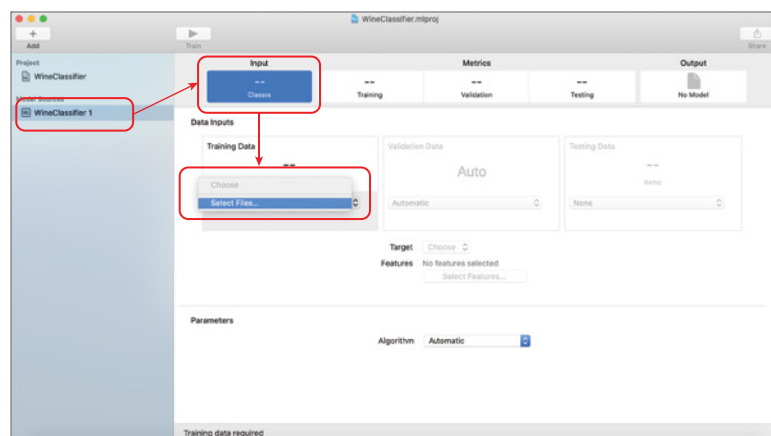 WineClassifier.mlproj
Add
Train
Share
Project
WineClassifier
Model Sources
WineClassifier 1
Input
Metrics
Output
--
Classes
--
Training
--
Validation
--
Testing
No Model
Data Inputs
Training Data
--
Choose
Select Files...
Validation Data
Auto
Automatic
Testing Data
--
Items
None
Target Choose
Features No features selected
Select Features...
Parameters
Algorithm Automatic
Training data required